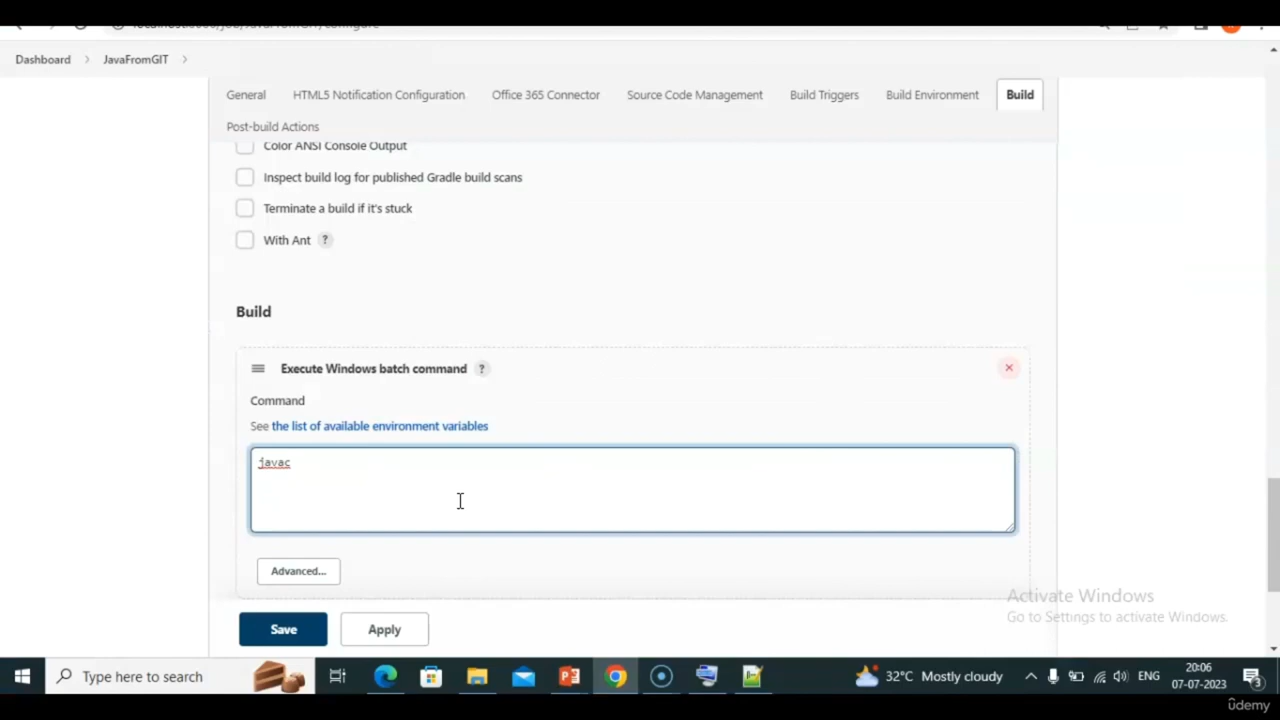 Dashboard > JavaFromGIT >
General HTML5 Notification Configuration Office 365 Connector Source Code Management Build Triggers Build Environment Build
Post-build Actions
Color ANSI Console Output
Inspect build log for published Gradle build scans
Terminate a build if it's stuck
With Ant ?
Build
Execute Windows batch command ?
Command
See the list of available environment variables
javac
Advanced...
Save Apply
Activate Windows
Go to Settings to activate Windows.
Type here to search 32°C Mostly cloudy ENG 20:06
07-07-2023 3
ûdemy